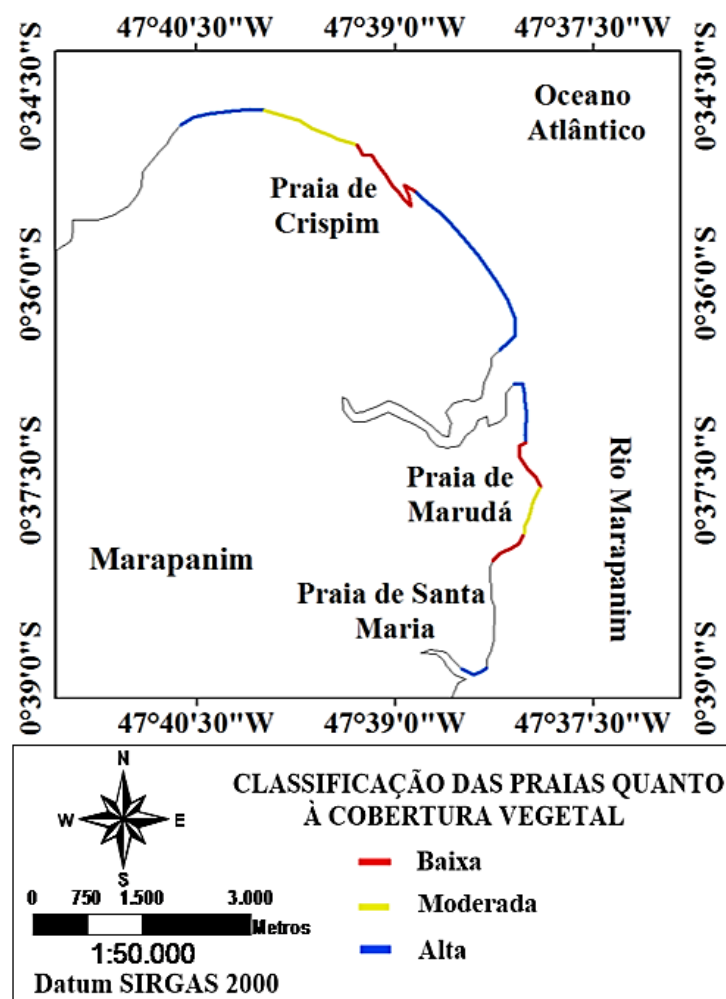 47°40'30"W 47°39'0"W 47°37'30"W
0°34'30"S 0°34'30"S
Oceano
Atlântico
Praia de
Crispim
0°36'0"S 0°36'0"S
0°37'30"S 0°37'30"S
Praia de
Marudá
Rio Marapanim
Marapanim
Praia de Santa
Maria
0°39'0"S 0°39'0"S
47°40'30"W 47°39'0"W 47°37'30"W
N
W E
S
0 750 1.500 3.000
Metros
1:50.000
Datum SIRGAS 2000
CLASSIFICAÇÃO DAS PRAIAS QUANTO
À COBERTURA VEGETAL
Baixa
Moderada
Alta